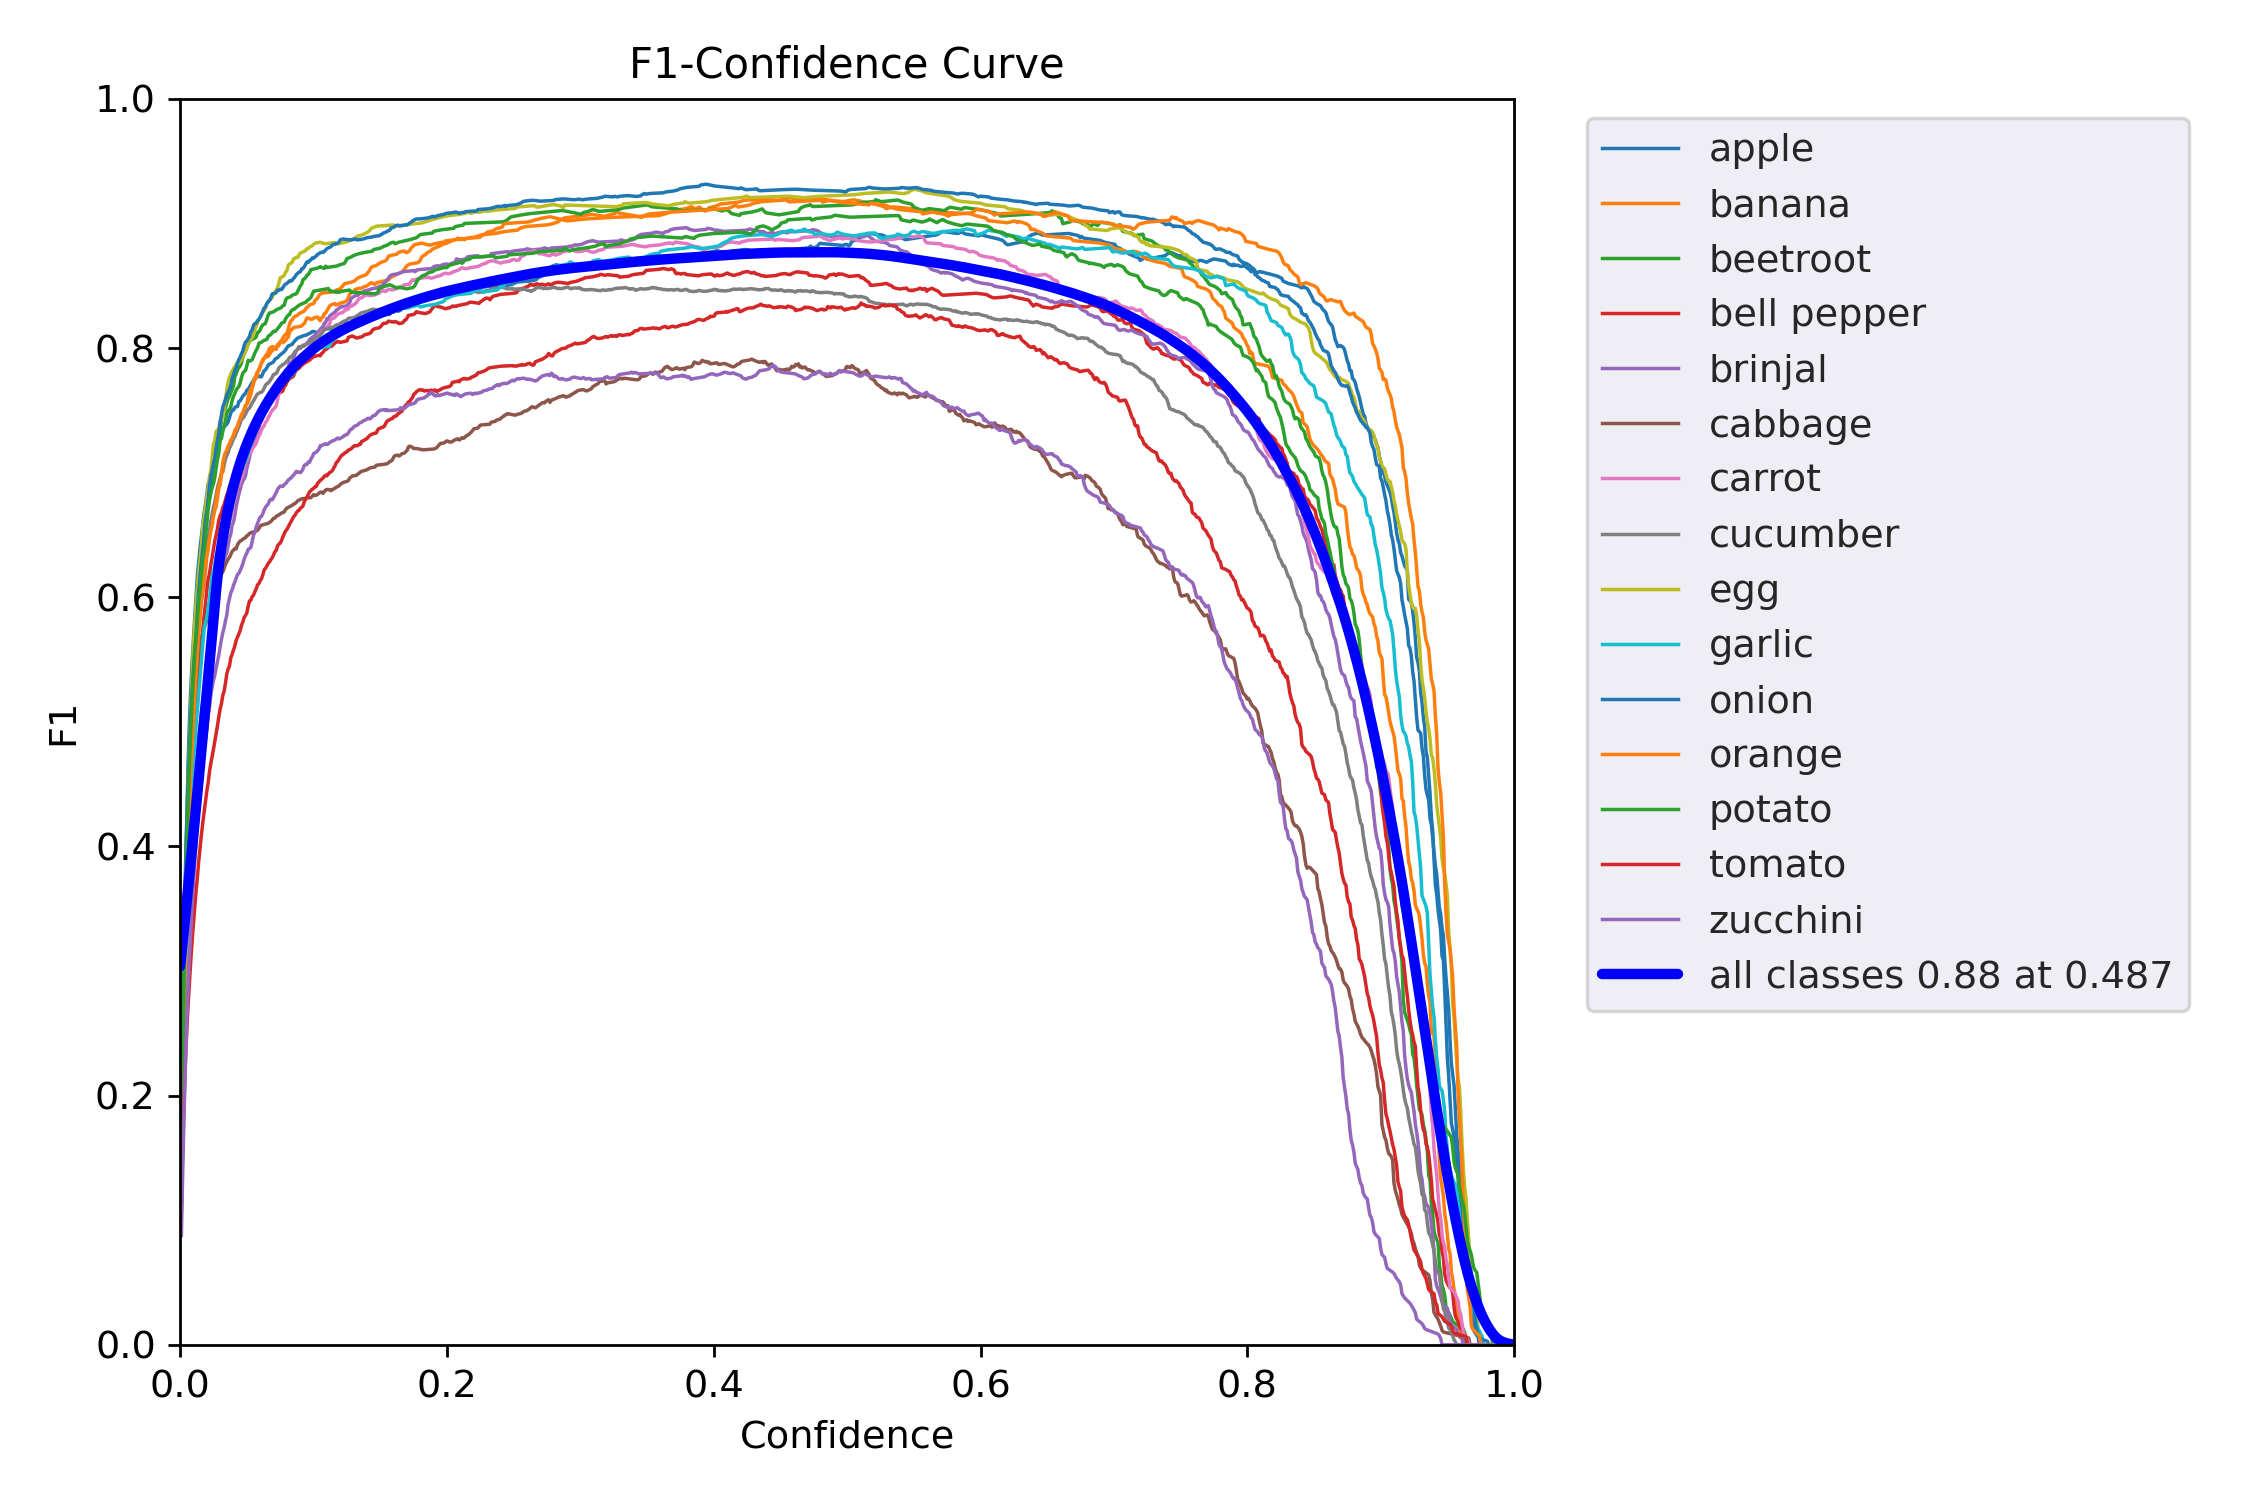 F1-Confidence Curve
1.0
0.8
0.6
0.4
0.2
0.0
F1
0.0 0.2 0.4 0.6 0.8 1.0
Confidence
apple
banana
beetroot
bell pepper
brinjal
cabbage
carrot
cucumber
egg
garlic
onion
orange
potato
tomato
zucchini
all classes 0.88 at 0.487